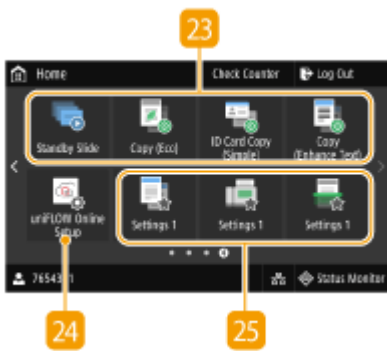 23
Home Check Counter Log Out
Standby Slide Copy (Eco) ID Card Copy (Simple) Copy (Enhance Text)
uniFLOW Online Setup Settings 1 Settings 1 Settings 1
Status Monitor
24 25